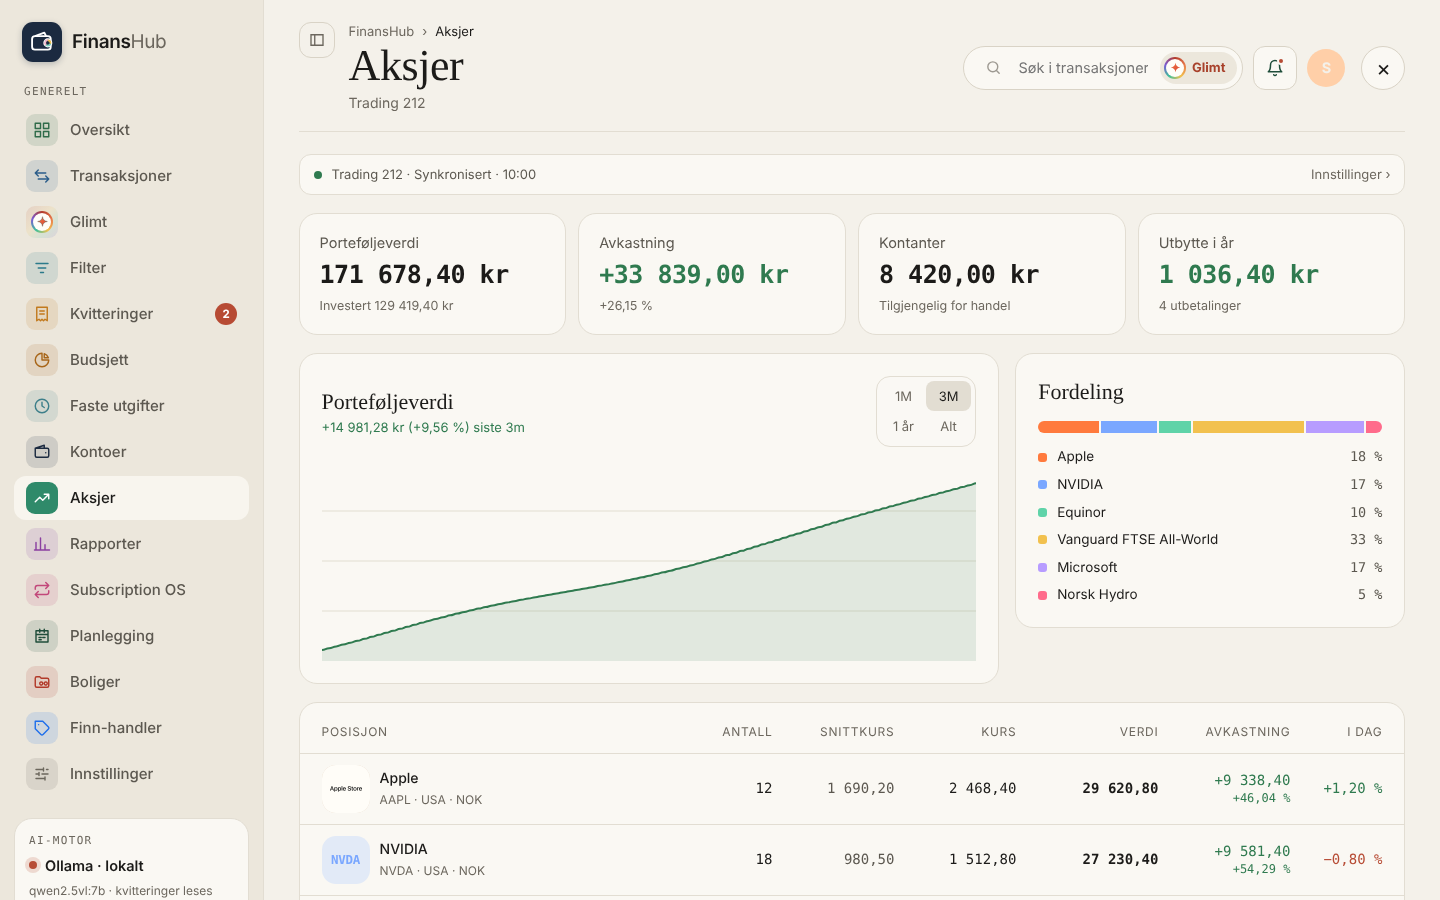 FinansHub
GENERELT
Oversikt
Transaksjoner
Glimt
Filter
Kvitteringer 2
Budsjett
Faste utgifter
Kontoer
Aksjer
Rapporter
Subscription OS
Planlegging
Boliger
Finn-handler
Innstillinger
AI-MOTOR
Ollama · lokalt
qwen2.5vl:7b · kvitteringer leses
FinansHub › Aksjer
Aksjer
Trading 212
Søk i transaksjoner Glimt
S
Trading 212 · Synkronisert · 10:00 Innstillinger ›
Porteføljeverdi
171 678,40 kr
Investert 129 419,40 kr
Avkastning
+33 839,00 kr
+26,15 %
Kontanter
8 420,00 kr
Tilgjengelig for handel
Utbytte i år
1 036,40 kr
4 utbetalinger
Porteføljeverdi
+14 981,28 kr (+9,56 %) siste 3m
1M 3M
1 år Alt
Fordeling
Apple 18 %
NVIDIA 17 %
Equinor 10 %
Vanguard FTSE All-World 33 %
Microsoft 17 %
Norsk Hydro 5 %
POSISJON ANTALL SNITTKURS KURS VERDI AVKASTNING I DAG
Apple Store
Apple 12 1 690,20 2 468,40 29 620,80 +9 338,40 +1,20 %
AAPL · USA · NOK +46,04 %
NVDA
NVIDIA 18 980,50 1 512,80 27 230,40 +9 581,40 −0,80 %
NVDA · USA · NOK +54,29 %